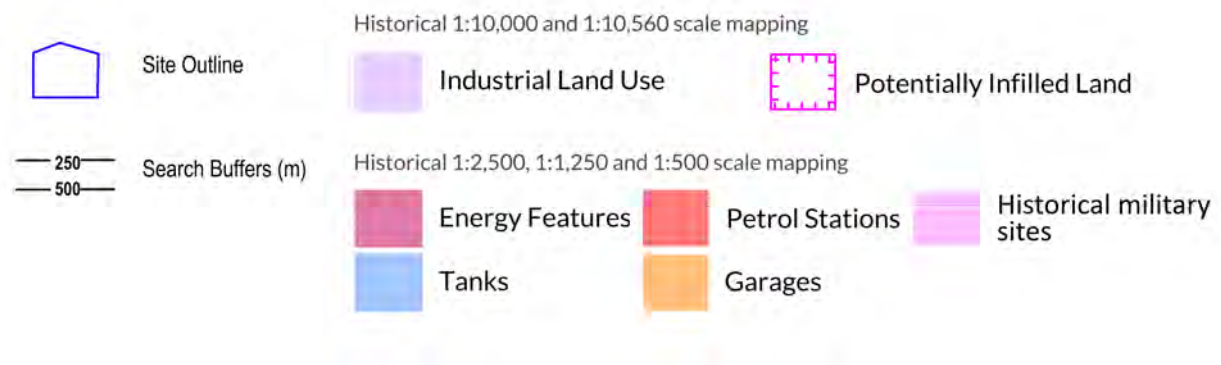 Historical 1:10,000 and 1:10,560 scale mapping
Site Outline
Industrial Land Use
Potentially Infilled Land
250
500
Search Buffers (m)
Historical 1:2,500, 1:1,250 and 1:500 scale mapping
Energy Features
Petrol Stations
Historical military
sites
Tanks
Garages